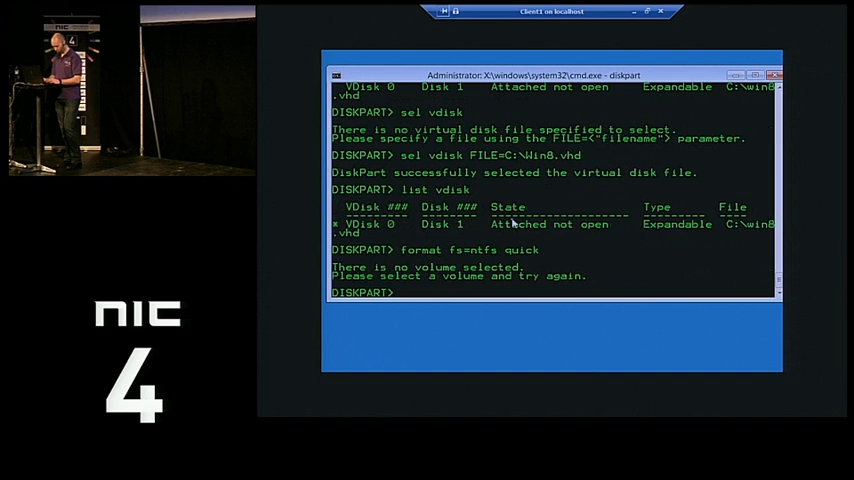 NIC
4
Client1 on localhost
Administrator: X:\windows\system32\cmd.exe - diskpart
VDisk 0 Disk 1 Attached not open Expandable C:\win8
.vhd
DISKPART> sel vdisk
There is no virtual disk file specified to select.
Please specify a file using the FILE=<"filename"> parameter.
DISKPART> sel vdisk FILE=C:\Win8.vhd
DiskPart successfully selected the virtual disk file.
DISKPART> list vdisk
VDisk ### Disk ### State Type File
--------- -------- -------------------- --------- ----
* VDisk 0 Disk 1 Attached not open Expandable C:\win8
.vhd
DISKPART> format fs=ntfs quick
There is no volume selected.
Please select a volume and try again.
DISKPART>
NIC
4